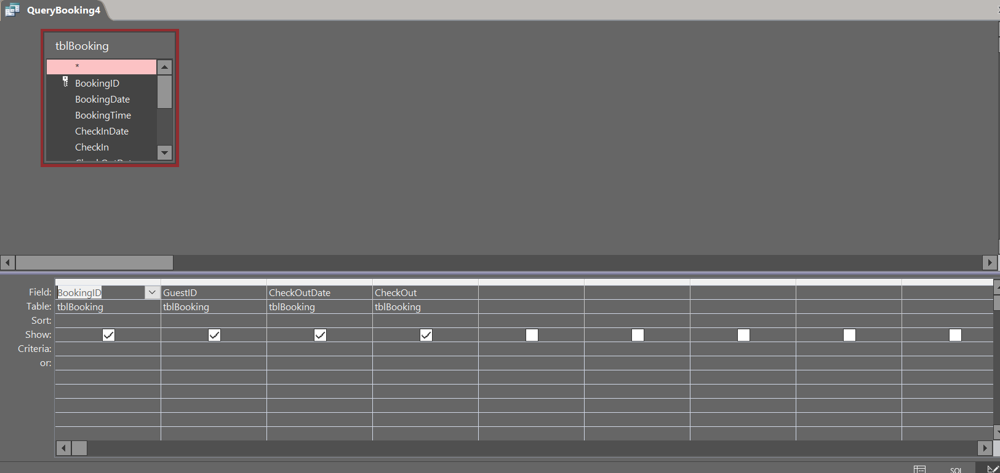 QueryBooking4
tblBooking
*
BookingID
BookingDate
BookingTime
CheckInDate
CheckIn
Field: BookingID GuestID CheckOutDate CheckOut
Table: tblBooking tblBooking tblBooking tblBooking
Sort:
Show:
Criteria:
or:
SQL